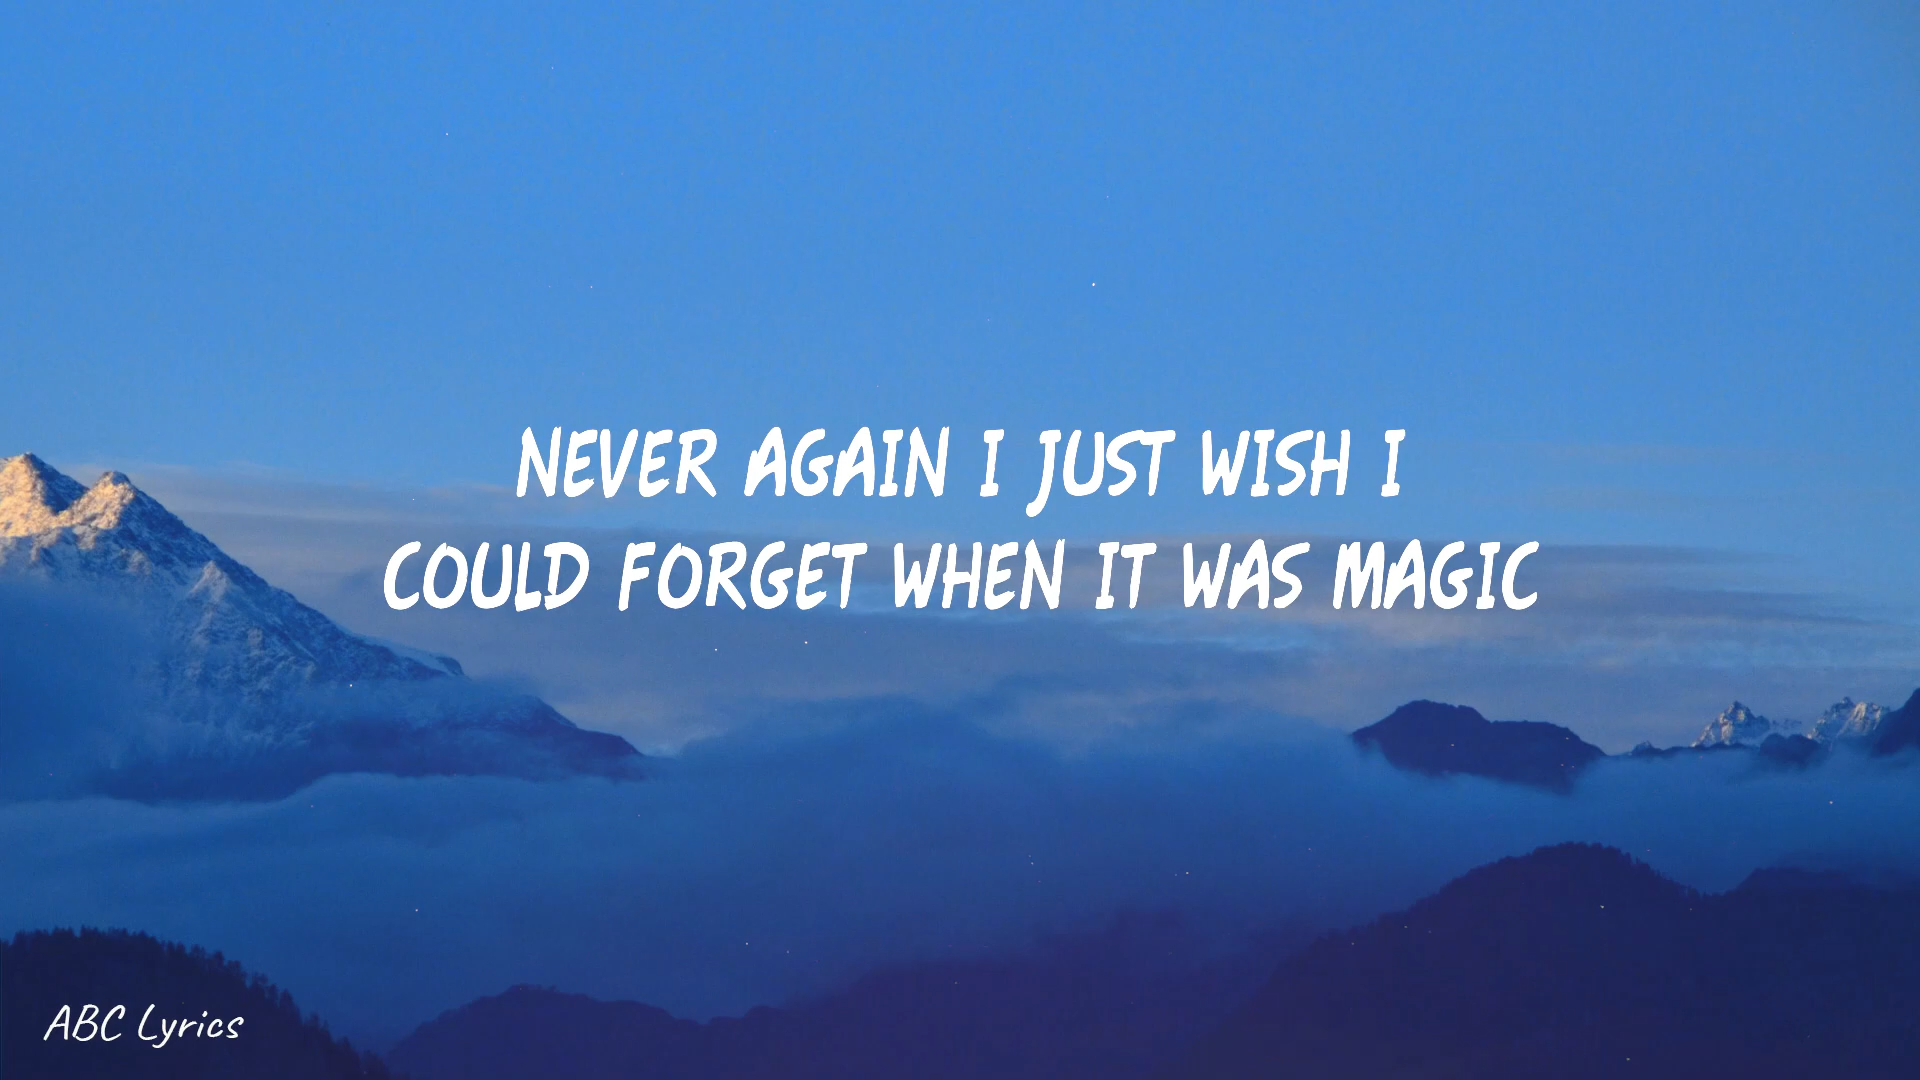 NEVER AGAIN I JUST WISH I
COULD FORGET WHEN IT WAS MAGIC
ABC Lyrics